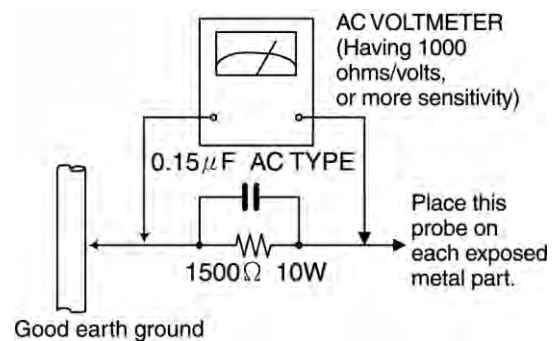 AC VOLTMETER
(Having 1000
ohms/volts,
or more sensitivity)
0.15μF AC TYPE
Place this
probe on
each exposed
metal part.
1500Ω 10W
Good earth ground